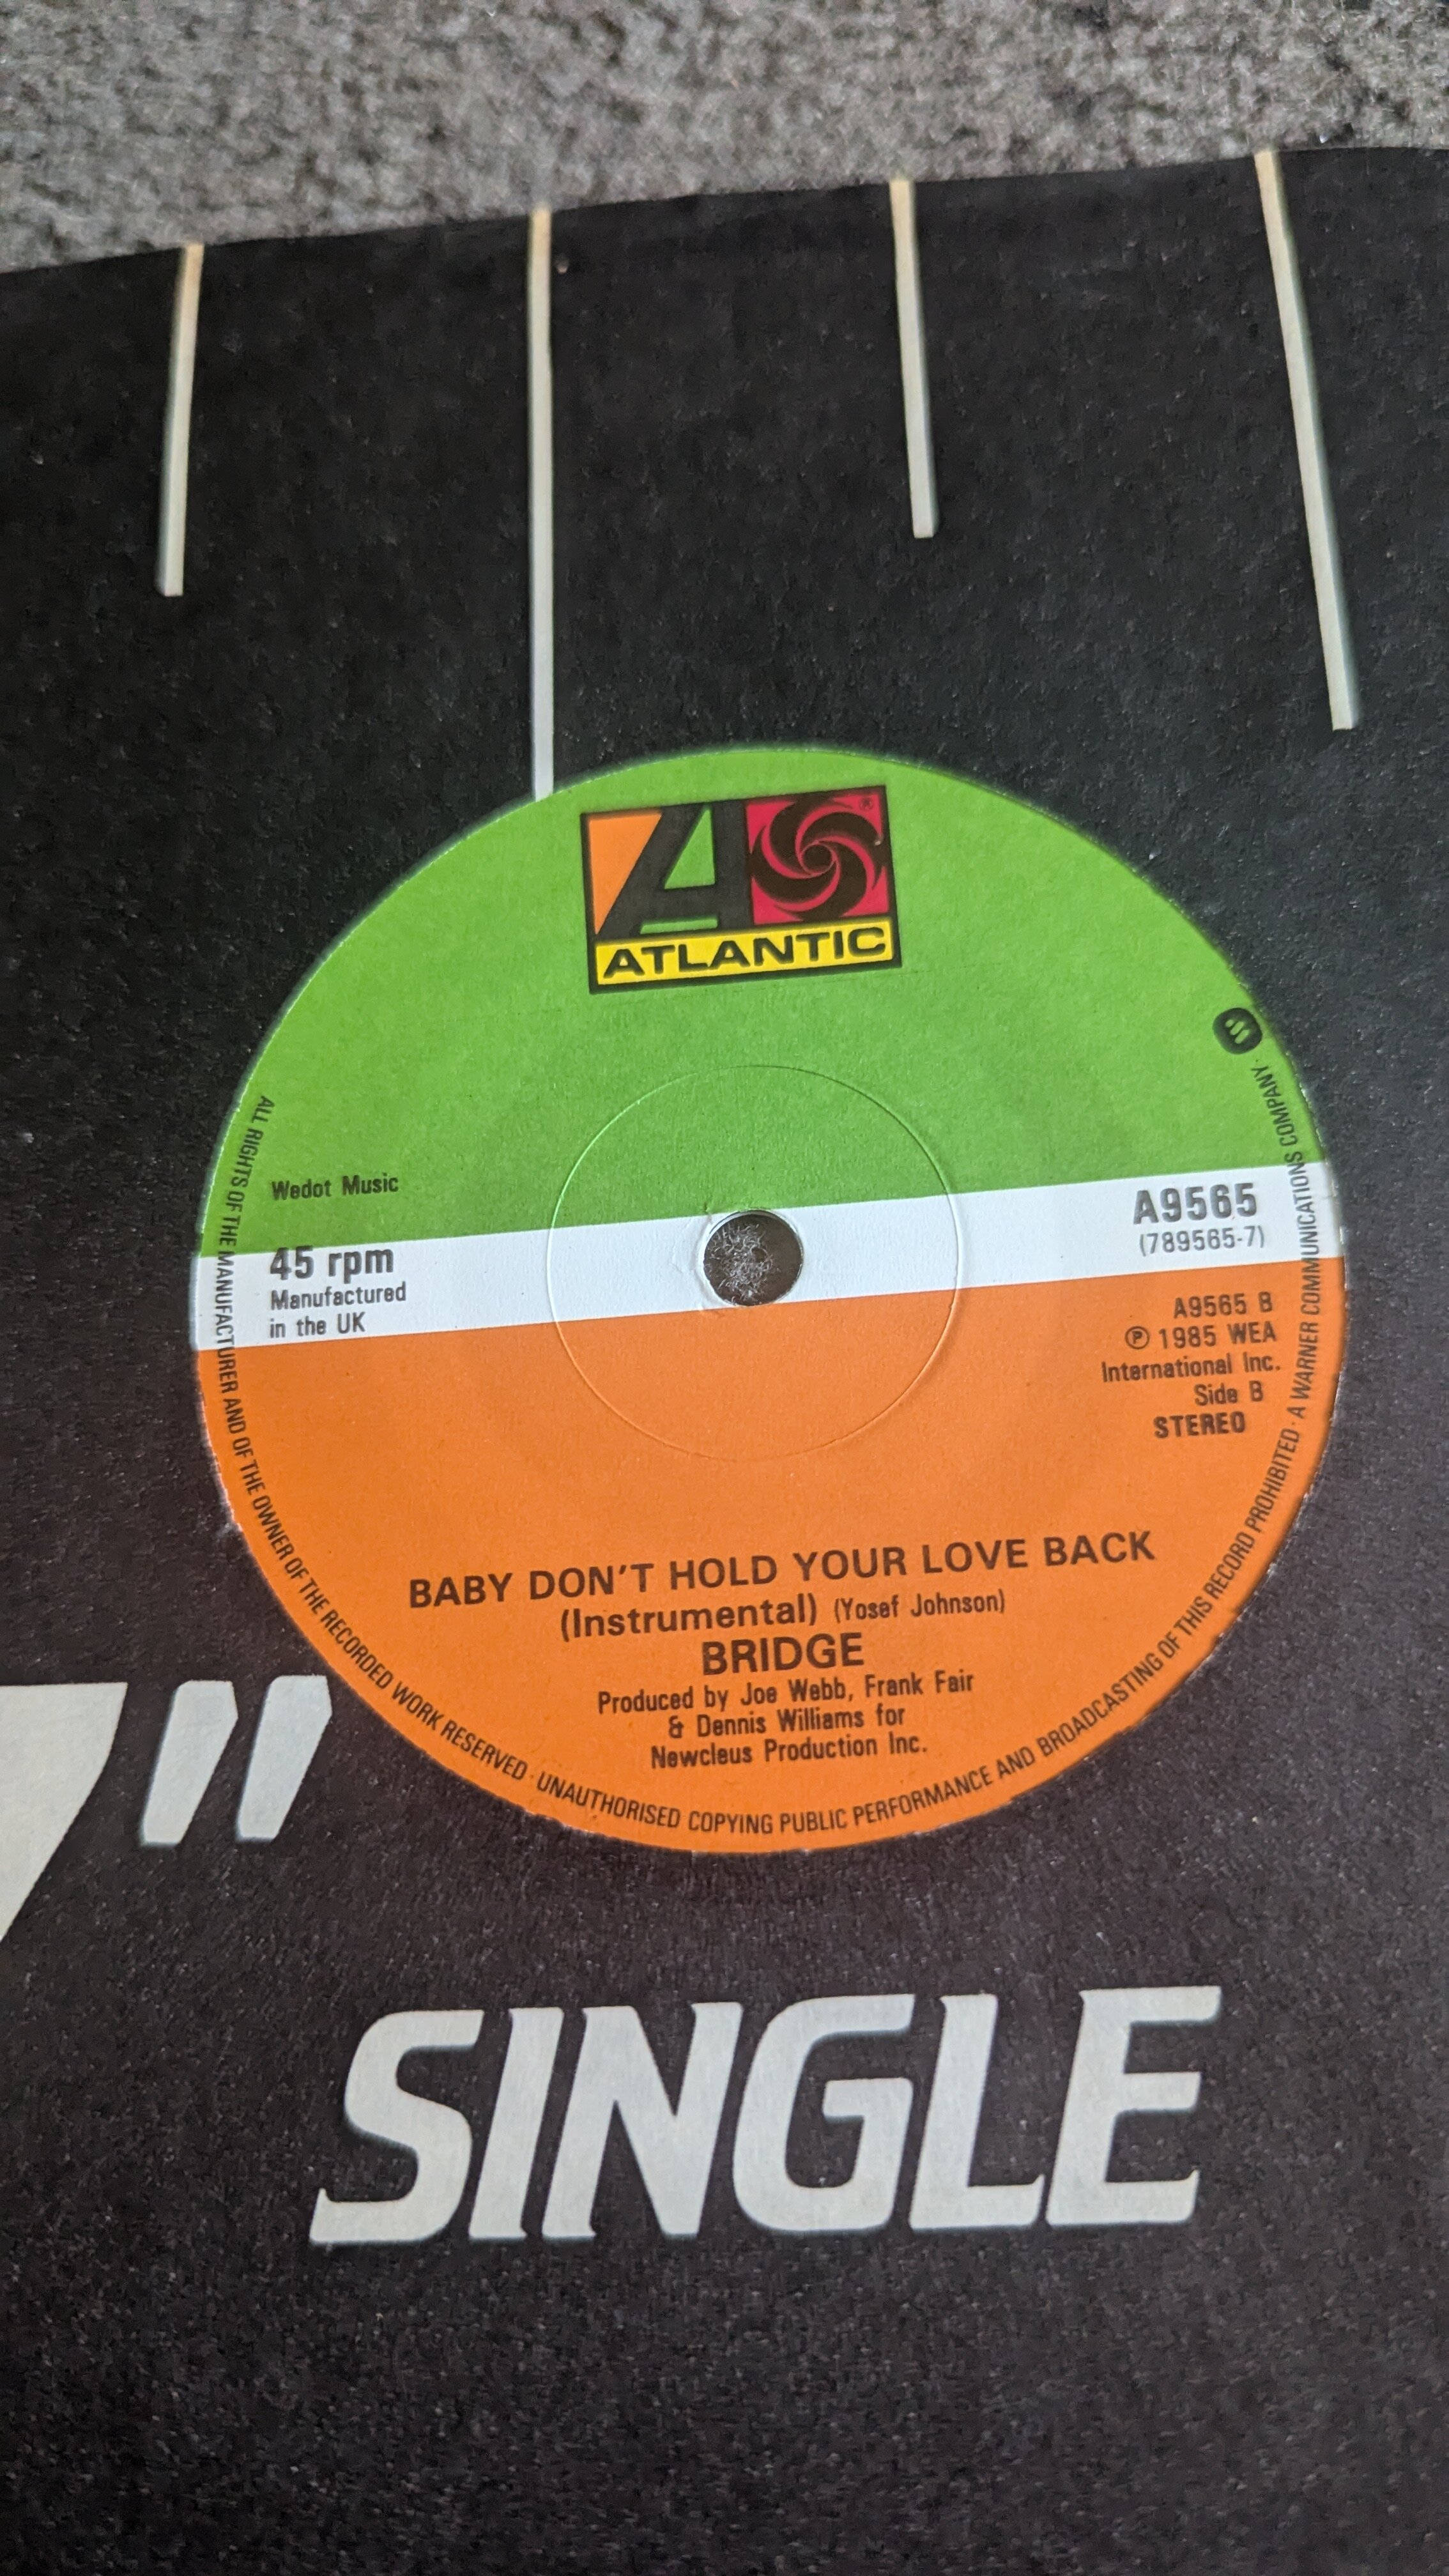 A
®
ATLANTIC
Wedot Music
45 rpm
Manufactured
in the UK
A9565
(789565-7)
A9565 B
℗ 1985 WEA
International Inc.
Side B
STEREO
BABY DON'T HOLD YOUR LOVE BACK
(Instrumental) (Yosef Johnson)
BRIDGE
Produced by Joe Webb, Frank Fair
& Dennis Williams for
Newcleus Production Inc.
ALL RIGHTS OF THE MANUFACTURER AND OF THE OWNER OF THE RECORDED WORK RESERVED · UNAUTHORISED COPYING PUBLIC PERFORMANCE AND BROADCASTING OF THIS RECORD PROHIBITED · A WARNER COMMUNICATIONS COMPANY ·
7"
SINGLE